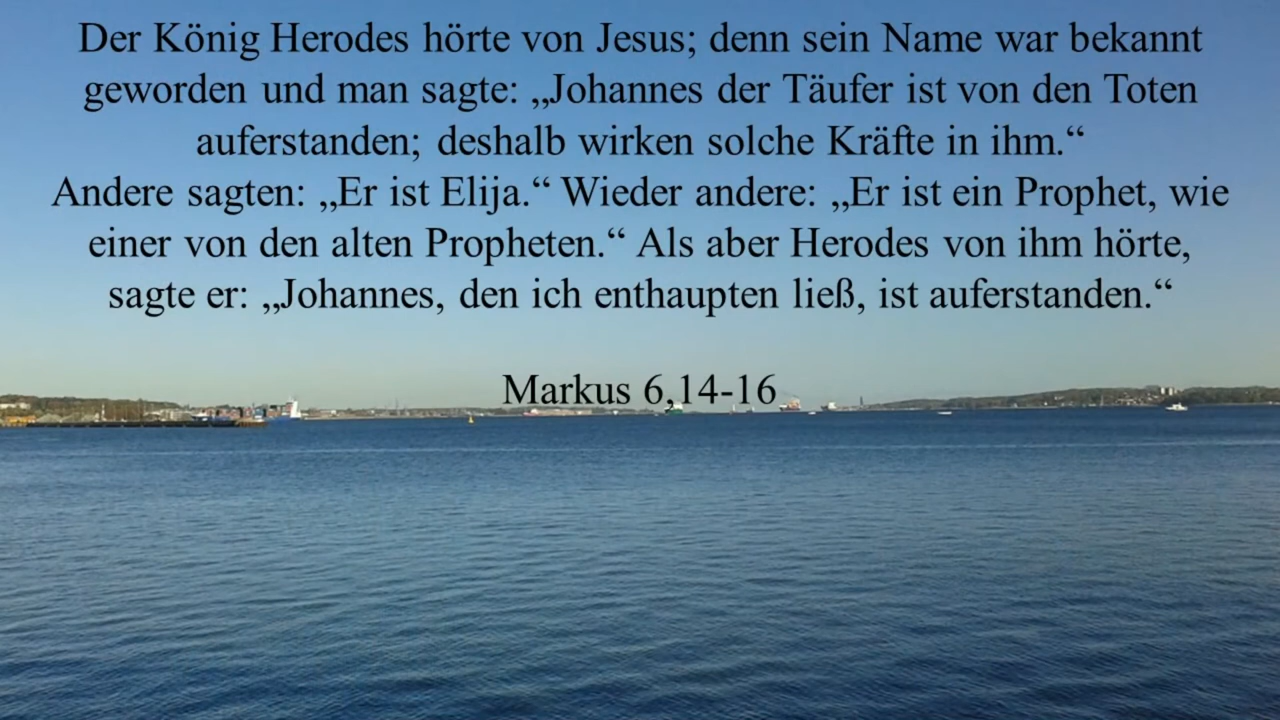 Der König Herodes hörte von Jesus; denn sein Name war bekannt
geworden und man sagte: „Johannes der Täufer ist von den Toten
auferstanden; deshalb wirken solche Kräfte in ihm.“
Andere sagten: „Er ist Elija.“ Wieder andere: „Er ist ein Prophet, wie
einer von den alten Propheten.“ Als aber Herodes von ihm hörte,
sagte er: „Johannes, den ich enthaupten ließ, ist auferstanden.“
Markus 6,14-16